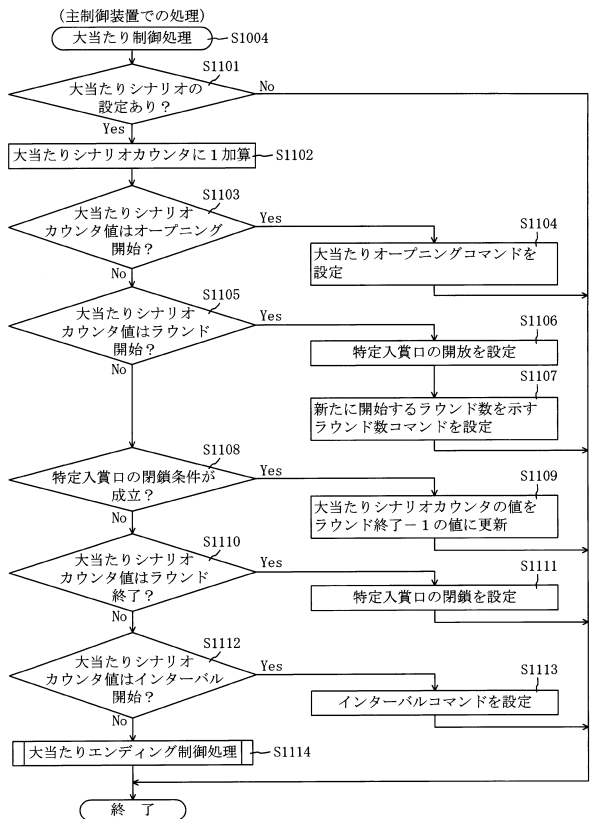 （主制御装置での処理）
大当たり制御処理
S1004
S1101
大当たりシナリオの
設定あり？
No
Yes
大当たりシナリオカウンタに１加算
S1102
S1103
大当たりシナリオ
カウンタ値はオープニング
開始？
Yes
No
S1104
大当たりオープニングコマンドを
設定
S1105
大当たりシナリオ
カウンタ値はラウンド
開始？
Yes
No
S1106
特定入賞口の開放を設定
S1107
新たに開始するラウンド数を示す
ラウンド数コマンドを設定
S1108
特定入賞口の閉鎖条件が
成立？
Yes
No
S1109
大当たりシナリオカウンタの値を
ラウンド終了－１の値に更新
S1110
大当たりシナリオ
カウンタ値はラウンド
終了？
Yes
No
S1111
特定入賞口の閉鎖を設定
S1112
大当たりシナリオ
カウンタ値はインターバル
開始？
Yes
No
S1113
インターバルコマンドを設定
大当たりエンディング制御処理
S1114
終　了